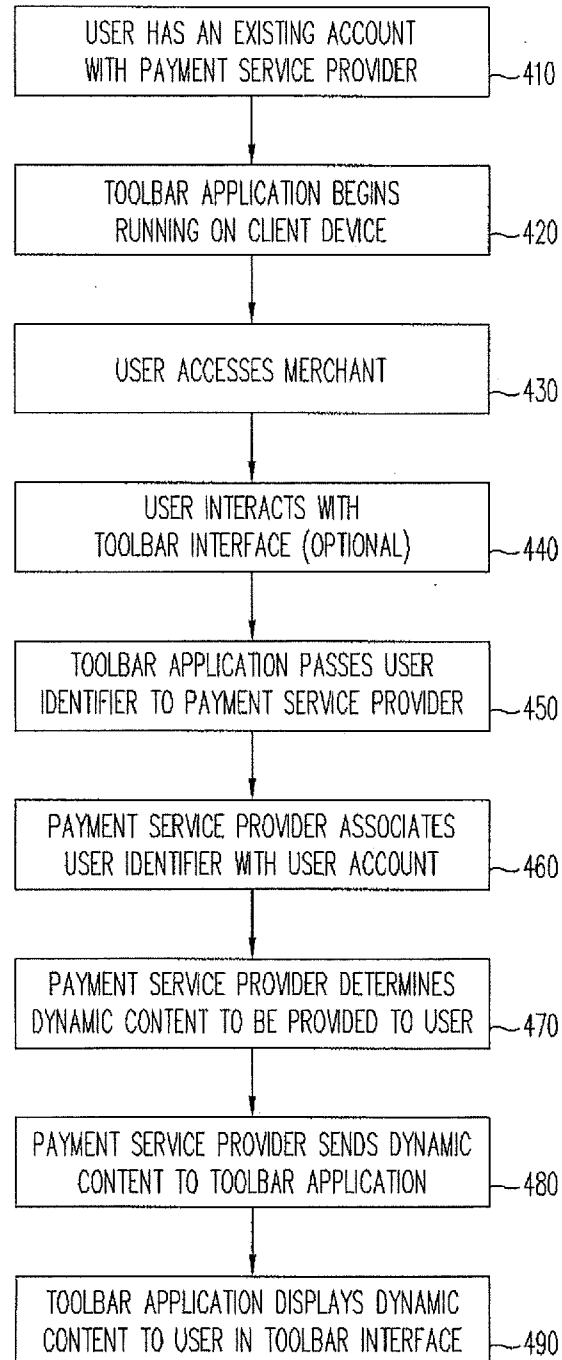 USER HAS AN EXISTING ACCOUNT
WITH PAYMENT SERVICE PROVIDER
410
TOOLBAR APPLICATION BEGINS
RUNNING ON CLIENT DEVICE
420
USER ACCESSES MERCHANT
430
USER INTERACTS WITH
TOOLBAR INTERFACE (OPTIONAL)
440
TOOLBAR APPLICATION PASSES USER
IDENTIFIER TO PAYMENT SERVICE PROVIDER
450
PAYMENT SERVICE PROVIDER ASSOCIATES
USER IDENTIFIER WITH USER ACCOUNT
460
PAYMENT SERVICE PROVIDER DETERMINES
DYNAMIC CONTENT TO BE PROVIDED TO USER
470
PAYMENT SERVICE PROVIDER SENDS DYNAMIC
CONTENT TO TOOLBAR APPLICATION
480
TOOLBAR APPLICATION DISPLAYS DYNAMIC
CONTENT TO USER IN TOOLBAR INTERFACE
490